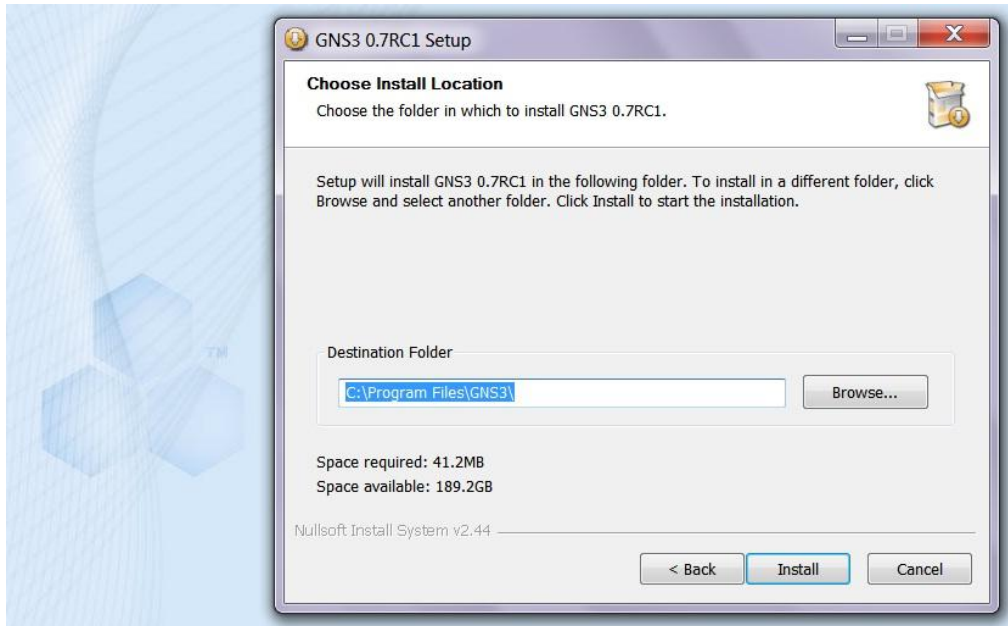 GNS3 0.7RC1 Setup
Choose Install Location
Choose the folder in which to install GNS3 0.7RC1.
Setup will install GNS3 0.7RC1 in the following folder. To install in a different folder, click
Browse and select another folder. Click Install to start the installation.
Destination Folder
C:\Program Files\GNS3\
Browse...
Space required: 41.2MB
Space available: 189.2GB
Nullsoft Install System v2.44
< Back
Install
Cancel
TM